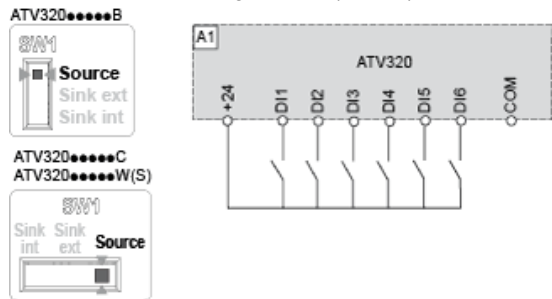 ATV320●●●●●B
SW1
Source
Sink ext
Sink int
ATV320●●●●●C
ATV320●●●●●W(S)
SW1
Sink int
Sink ext
Source
A1
ATV320
+24
DI1
DI2
DI3
DI4
DI5
DI6
COM